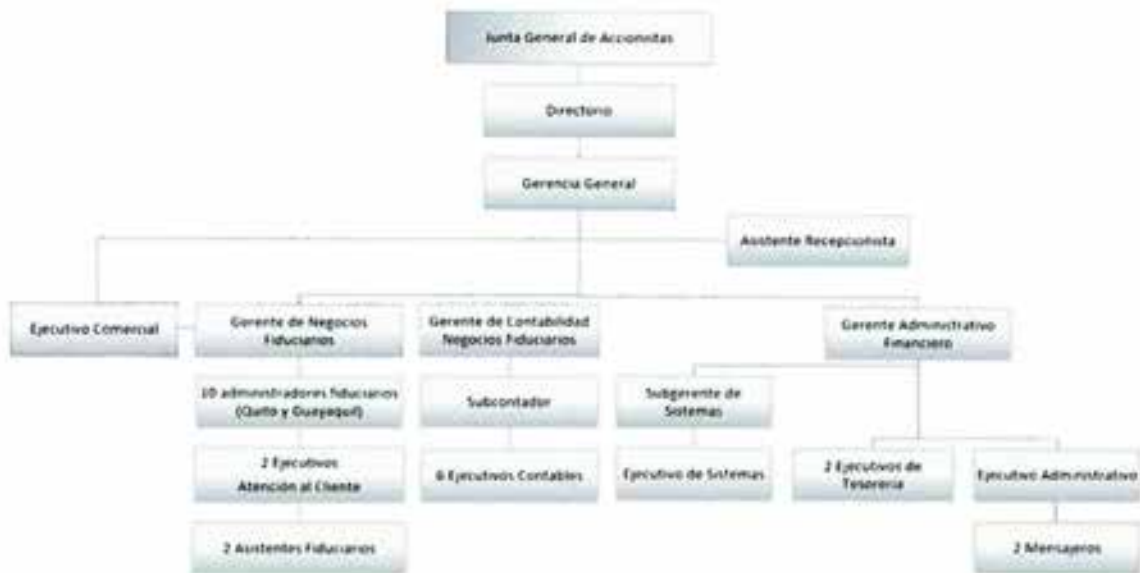 Junta General de Accionistas
Directorio
Gerencia General
Asistente Recepcionista
Ejecutivo Comercial
Gerente de Negocios
Fiduciarios
Gerente de Contabilidad
Negocios Fiduciarios
Gerente Administrativo
Financiero
10 administradores fiduciarios
(Quito y Guayaquil)
Subcontador
Subgerente de
Sistemas
2 Ejecutivos
Atención al Cliente
6 Ejecutivos Contables
Ejecutivo de Sistemas
2 Ejecutivos de
Tesorería
Ejecutivo Administrativo
2 Asistentes Fiduciarios
2 Mensajeros